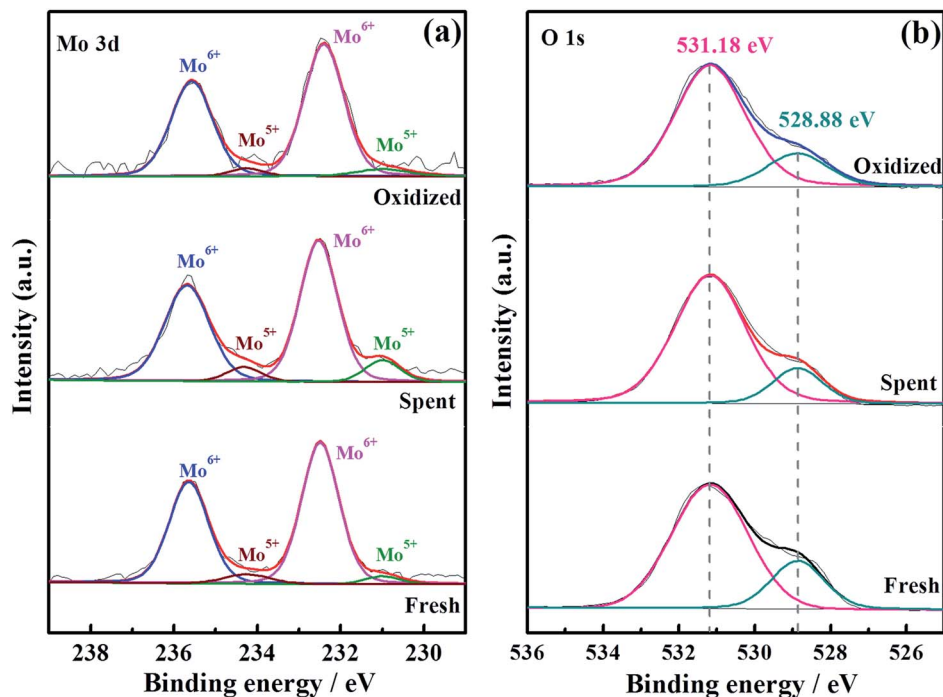 Mo 3d
(a)
Mo6+
Mo6+
Mo5+
Mo5+
Oxidized
Mo6+
Mo6+
Mo5+
Mo5+
Spent
Mo6+
Mo6+
Mo5+
Mo5+
Fresh
Intensity (a.u.)
238 236 234 232 230
Binding energy / eV
O 1s
(b)
531.18 eV
528.88 eV
Oxidized
Spent
Fresh
Intensity (a.u.)
536 534 532 530 528 526
Binding energy / eV